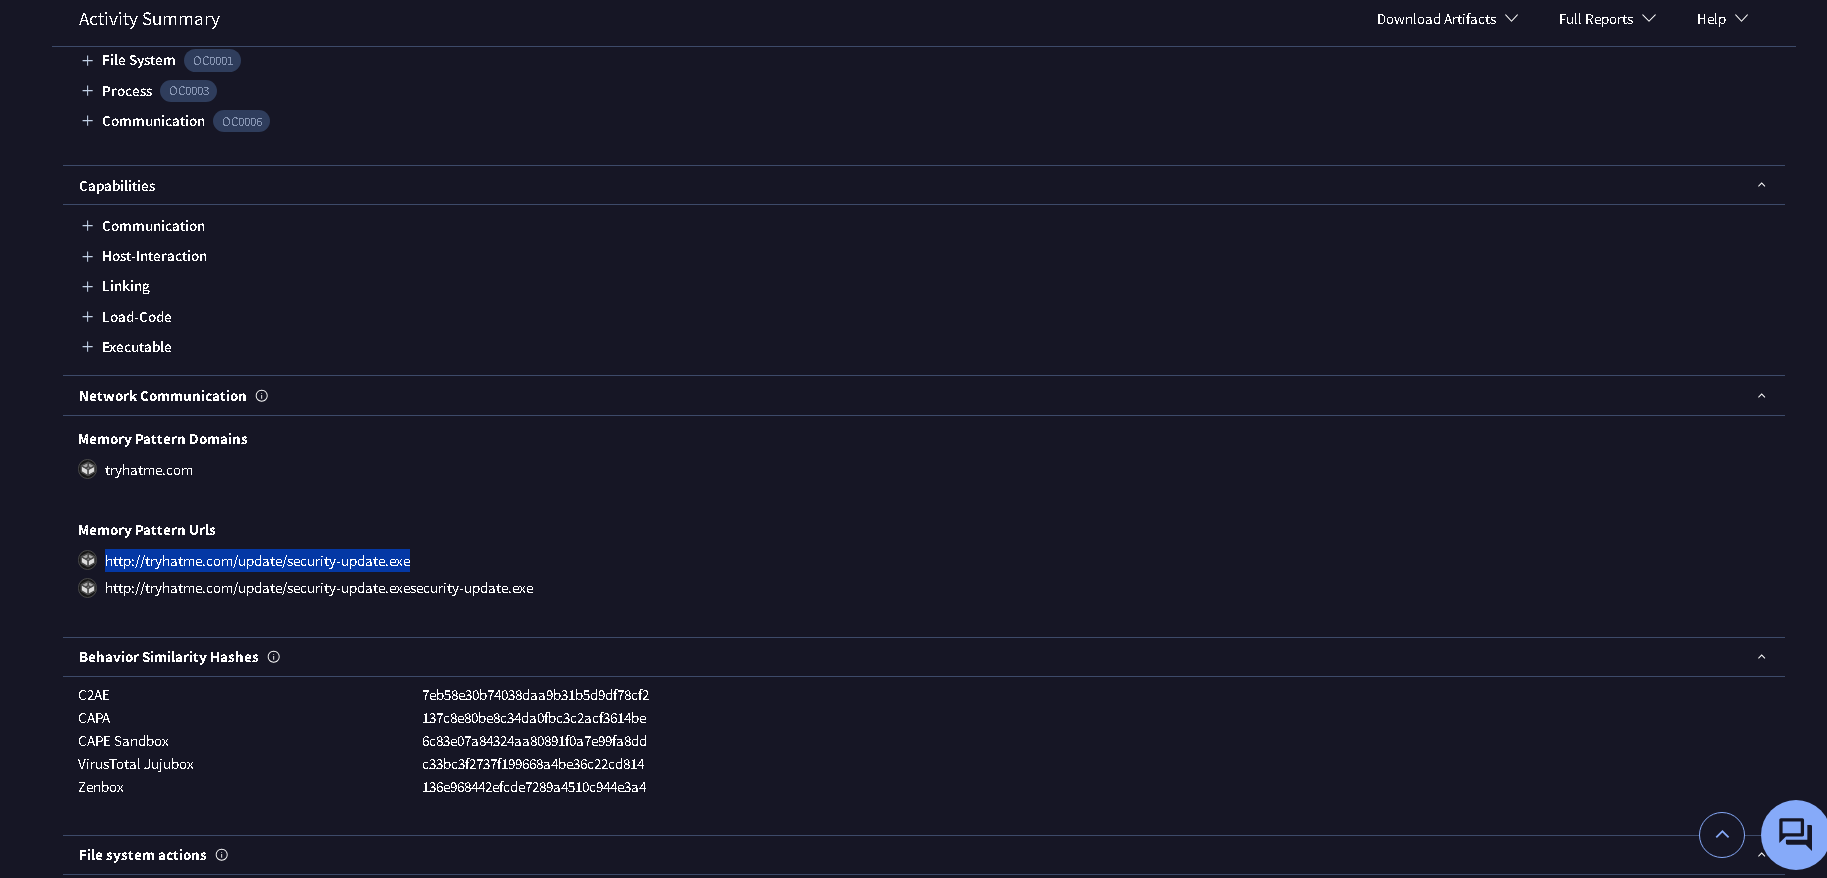 Activity Summary
Download Artifacts
Full Reports
Help
File System OC0001
Process OC0003
Communication OC0006
Capabilities
Communication
Host-Interaction
Linking
Load-Code
Executable
Network Communication
Memory Pattern Domains
tryhatme.com
Memory Pattern Urls
http://tryhatme.com/update/security-update.exe
http://tryhatme.com/update/security-update.exesecurity-update.exe
Behavior Similarity Hashes
C2AE 7eb58e30b74038daa9b31b5d9df78cf2
CAPA 137c8e80be8c34da0fbc3c2acf3614be
CAPE Sandbox 6c83e07a84324aa80891f0a7e99fa8dd
VirusTotal Jujubox c33bc3f2737f199668a4be36c22cd814
Zenbox 136e968442efcde7289a4510c944e3a4
File system actions